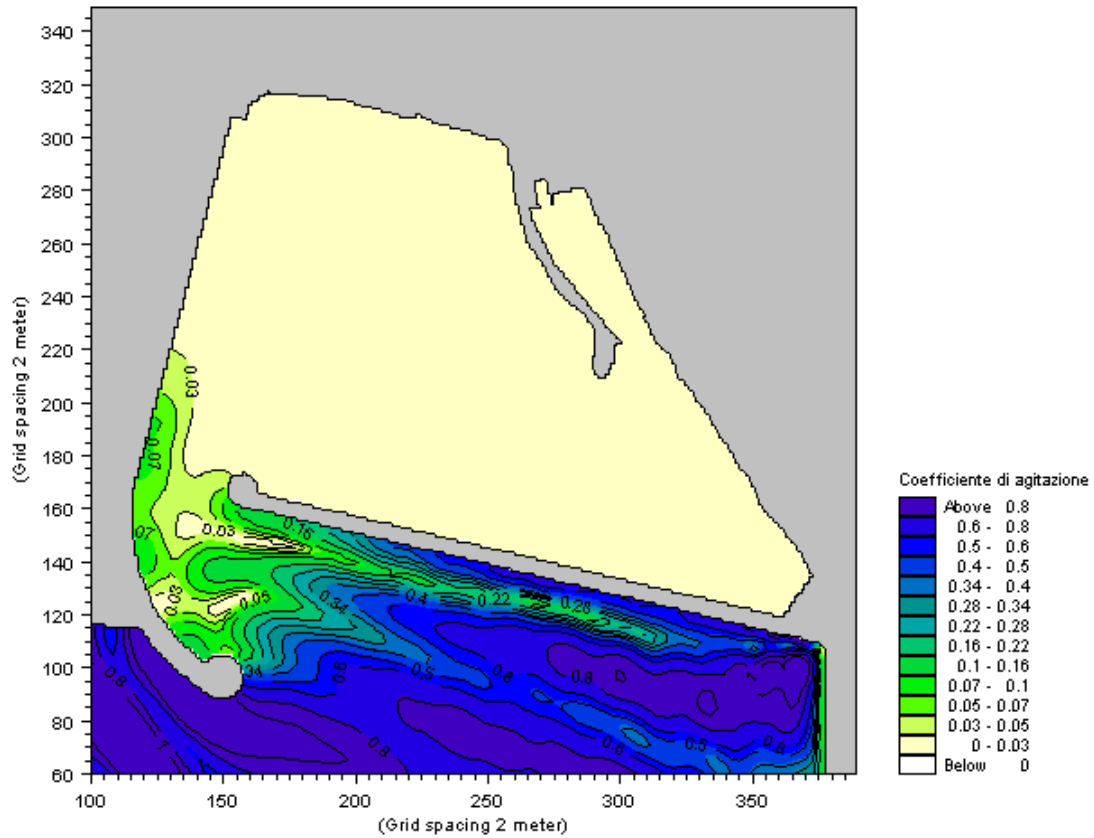 340
320
300
280
260
240
220
200
180
160
140
120
100
80
60
(Grid spacing 2 meter)
100
150
200
250
300
350
(Grid spacing 2 meter)
0.03
0.07
07
0.03
0.16
0.03
0.05
0.34
0.4
0.22
0.28
34
0.5
0.6
0.8
1
0.8
1
0.8
0.6
0.5
0.8
Coefficiente di agitazione
Above 0.8
0.6 - 0.8
0.5 - 0.6
0.4 - 0.5
0.34 - 0.4
0.28 - 0.34
0.22 - 0.28
0.16 - 0.22
0.1 - 0.16
0.07 - 0.1
0.05 - 0.07
0.03 - 0.05
0 - 0.03
Below 0